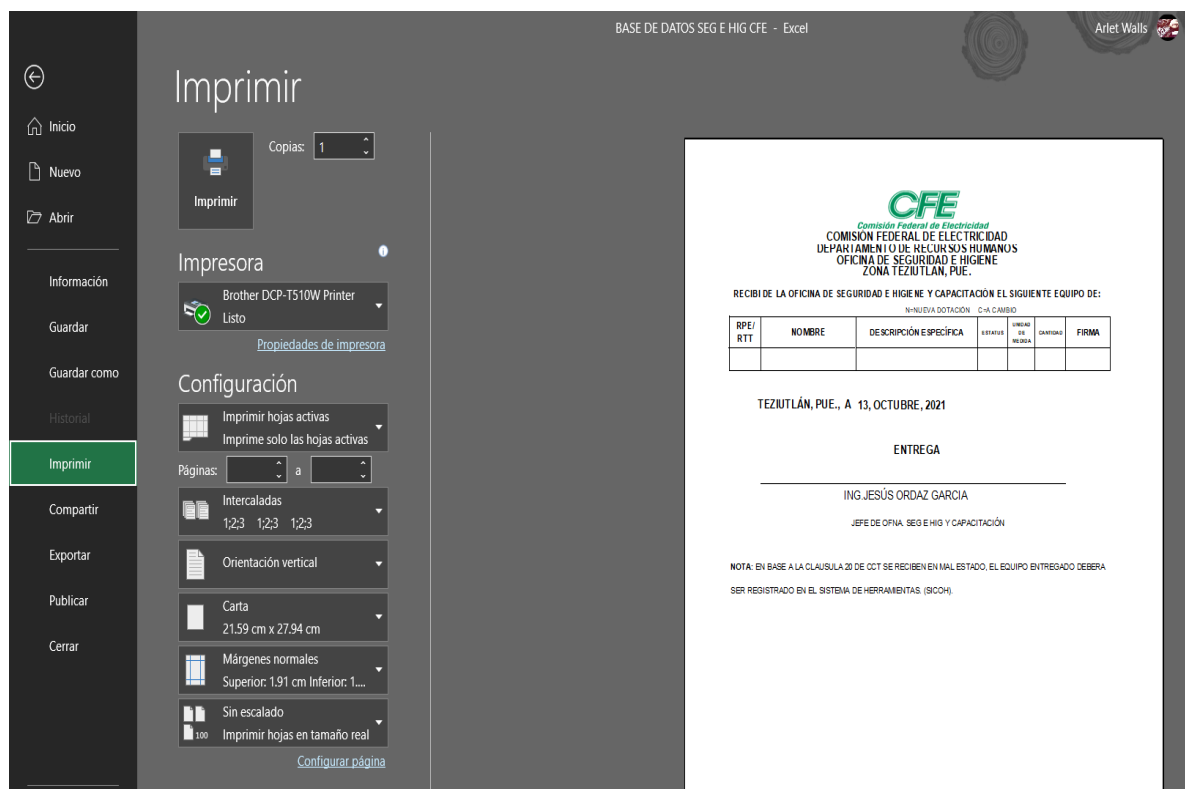 BASE DE DATOS SEG E HIG CFE - Excel
Arlet Walls
Inicio
Nuevo
Abrir
Información
Guardar
Guardar como
Historial
Imprimir
Compartir
Exportar
Publicar
Cerrar
Imprimir
Copias: 1
Imprimir
Impresora
Brother DCP-T510W Printer
Listo
Propiedades de impresora
Configuración
Imprimir hojas activas
Imprime solo las hojas activas
Páginas: a
Intercaladas
1;2;3 1;2;3 1;2;3
Orientación vertical
Carta
21.59 cm x 27.94 cm
Márgenes normales
Superior: 1.91 cm Inferior: 1....
Sin escalado
100 Imprimir hojas en tamaño real
Configurar página
CFE
Comisión Federal de Electricidad
COMISIÓN FEDERAL DE ELECTRICIDAD
DEPARTAMENTO DE RECURSOS HUMANOS
OFICINA DE SEGURIDAD E HIGIENE
ZONA TEZIUTLAN, PUE.
RECIBI DE LA OFICINA DE SEGURIDAD E HIGIENE Y CAPACITACIÓN EL SIGUIENTE EQUIPO DE:
N=NUEVA DOTACIÓN C=A CAMBIO
RPE/ RTT NOMBRE DESCRIPCIÓN ESPECÍFICA ESTATUS UNIDAD DE MEDIDA CANTIDAD FIRMA
TEZIUTLÁN, PUE., A 13, OCTUBRE, 2021
ENTREGA
ING.JESÚS ORDAZ GARCIA
JEFE DE OFNA. SEG E HIG Y CAPACITACIÓN
NOTA: EN BASE A LA CLAUSULA 20 DE CCT SE RECIBEN EN MAL ESTADO, EL EQUIPO ENTREGADO DEBERA
SER REGISTRADO EN EL SISTEMA DE HERRAMIENTAS. (SICOH).